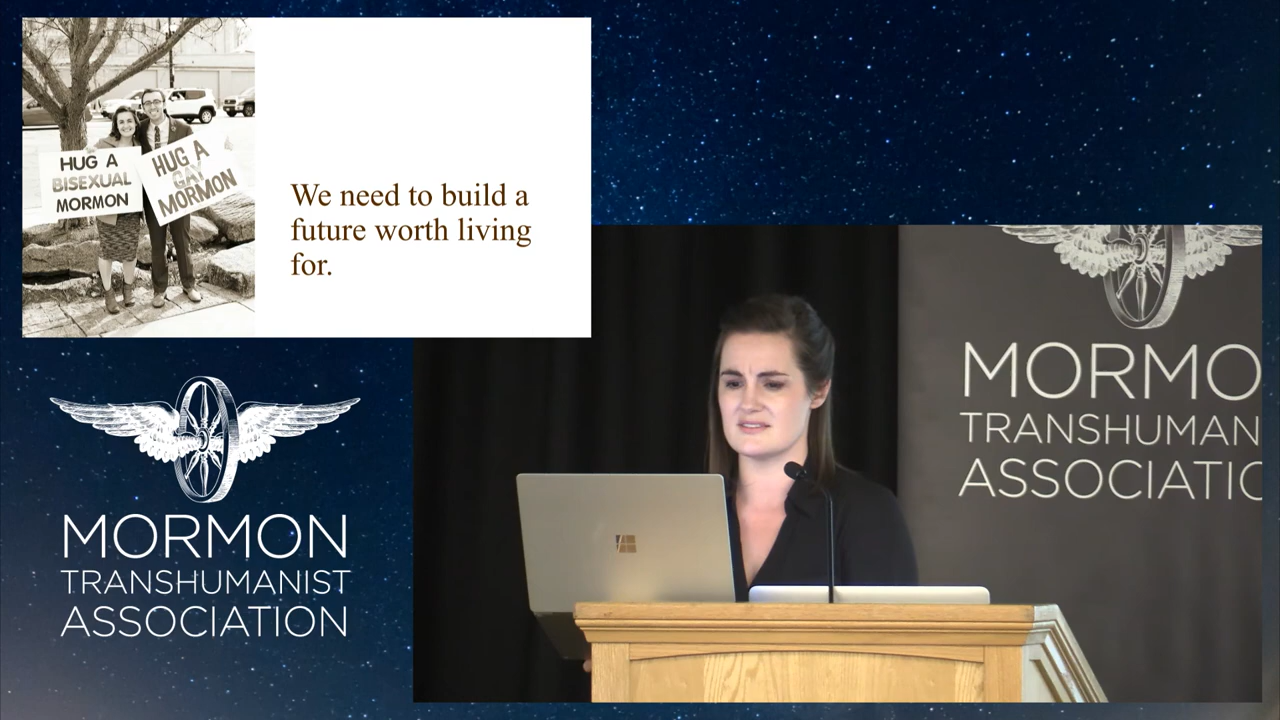 HUG A
BISEXUAL
MORMON
HUG A
GAY
MORMON
We need to build a
future worth living
for.
MORMON
TRANSHUMANIST
ASSOCIATION
MORMO
TRANSHUMAN
ASSOCIATIO